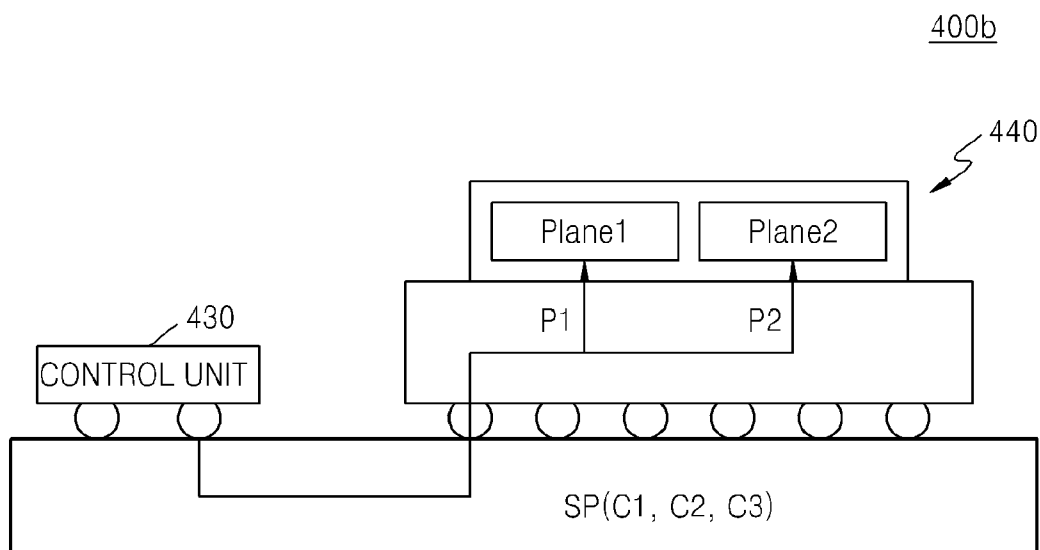 400b
440
Plane1 Plane2
P1 P2
430
CONTROL UNIT
SP(C1, C2, C3)